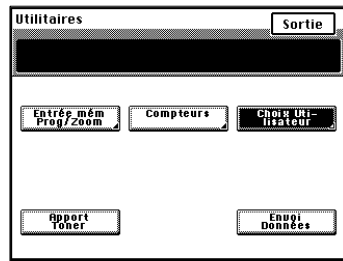 Utilitaires
Sortie
Entrée mém
Prog/Zoom
Compteurs
Choix Uti-
lisateur
Apport
Toner
Envoi
Données